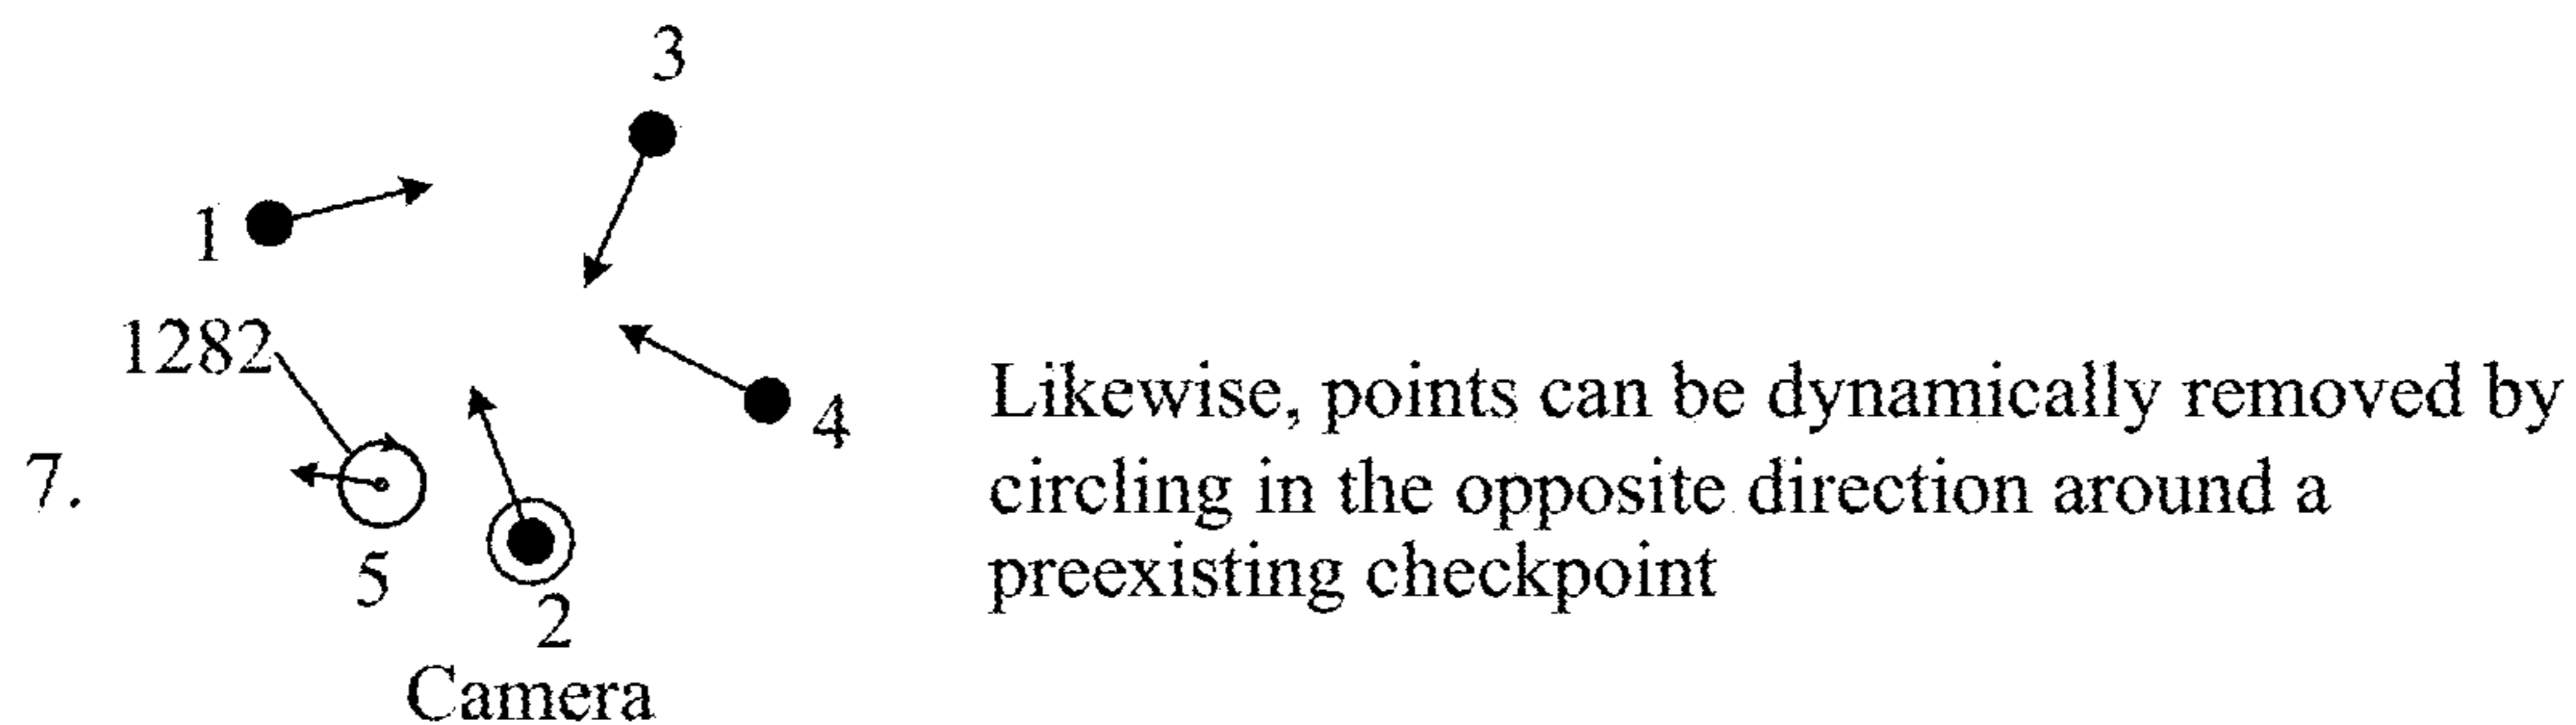 3
1
1282
4
7.
5
2
Camera
Likewise, points can be dynamically removed by
circling in the opposite direction around a
preexisting checkpoint